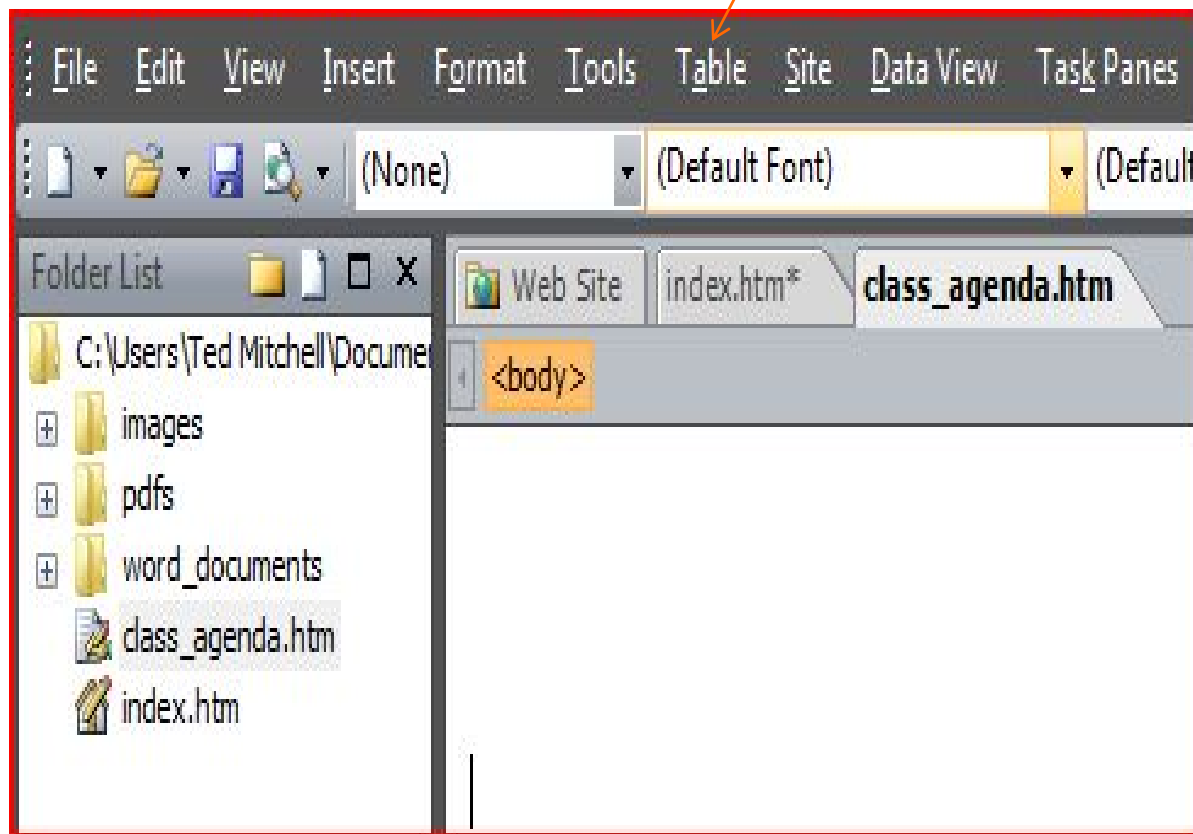 File Edit View Insert Format Tools Table Site Data View Task Panes
(None) (Default Font) (Default
Folder List
Web Site index.htm* class_agenda.htm
C:\Users\Ted Mitchell\Docume
<body>
images
pdfs
word_documents
class_agenda.htm
index.htm